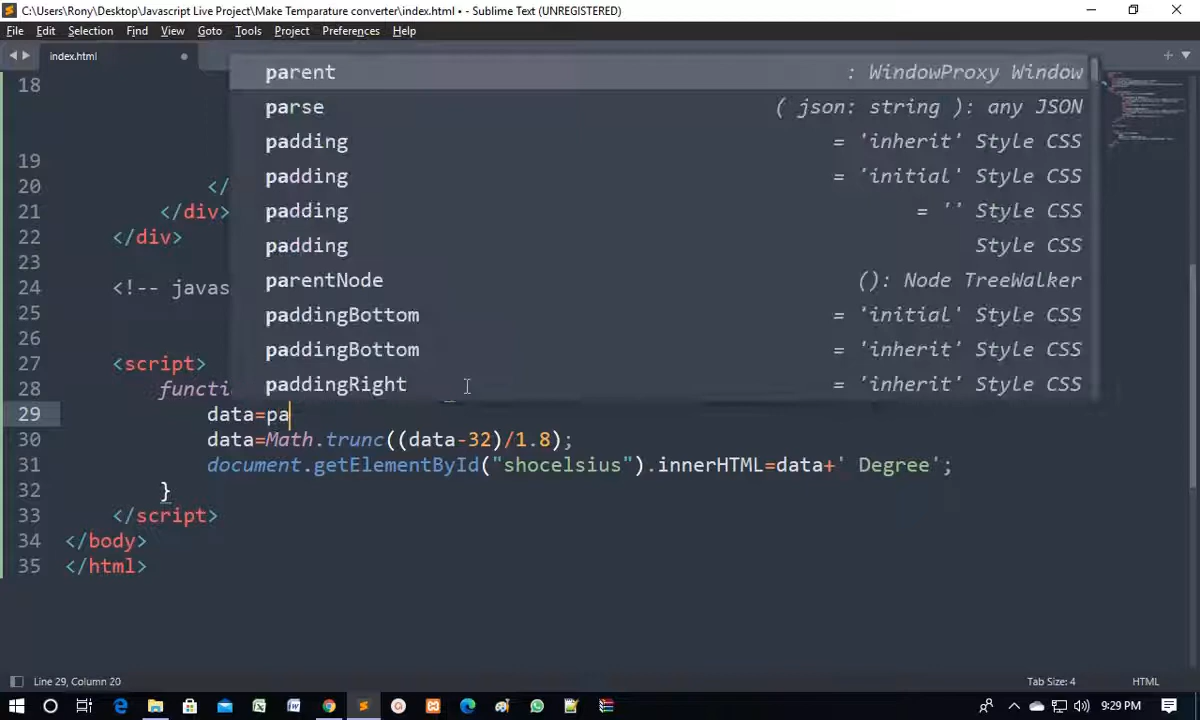 C:\Users\Rony\Desktop\Javascript Live Project\Make Temparature converter\index.html • - Sublime Text (UNREGISTERED)
File Edit Selection Find View Goto Tools Project Preferences Help
index.html
parent : WindowProxy Window
parse ( json: string ): any JSON
padding = 'inherit' Style CSS
padding = 'initial' Style CSS
padding = '' Style CSS
padding Style CSS
parentNode (): Node TreeWalker
paddingBottom = 'initial' Style CSS
paddingBottom = 'inherit' Style CSS
paddingRight = 'inherit' Style CSS
18
19
20 </
21 </div>
22 </div>
23
24 <!-- javas
25
26
27 <script>
28 functi
29 data=pa
30 data=Math.trunc((data-32)/1.8);
31 document.getElementById("shocelsius").innerHTML=data+' Degree';
32 }
33 </script>
34 </body>
35 </html>
Line 29, Column 20
Tab Size: 4
HTML
9:29 PM